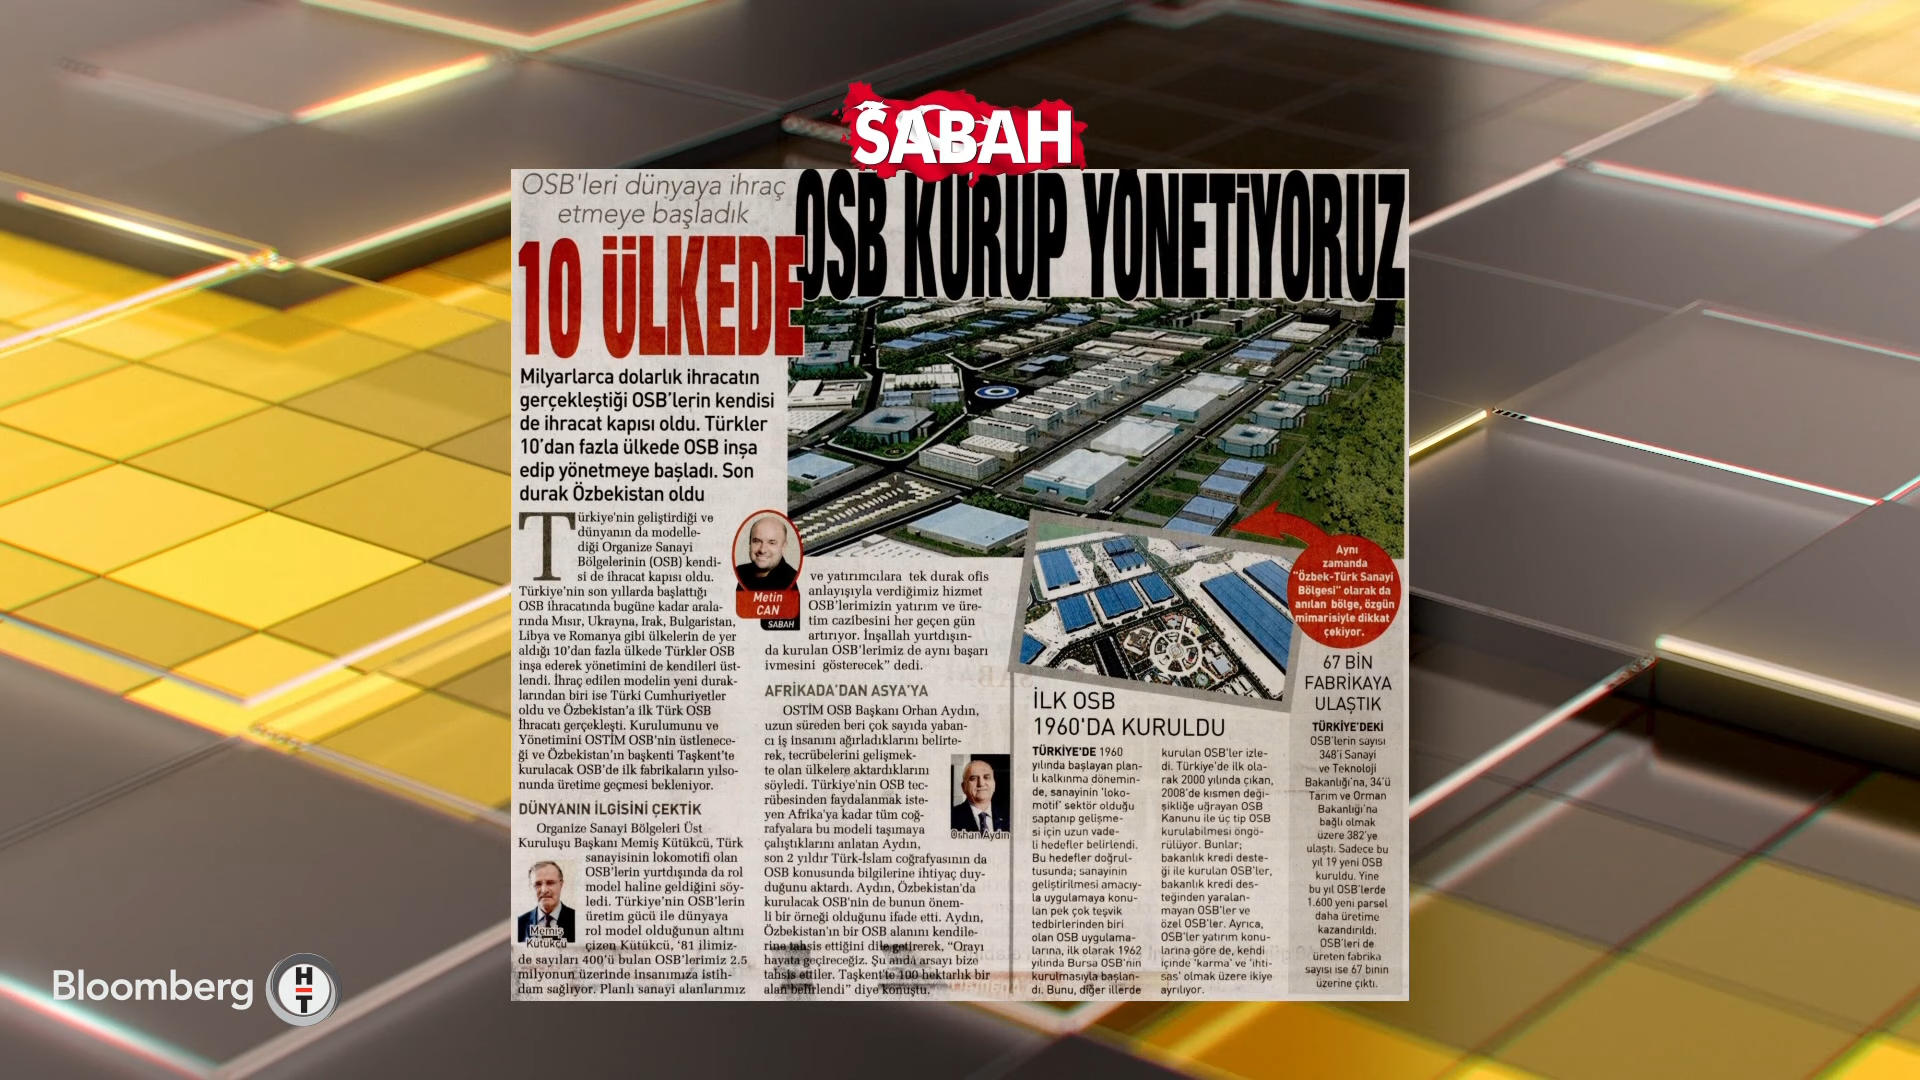 SABAH
OSB'leri dünyaya ihraç
etmeye başladık
10 ÜLKEDE
OSB KURUP YÖNETİYORUZ
Milyarlarca dolarlık ihracatın
gerçekleştiği OSB'lerin kendisi
de ihracat kapısı oldu. Türkler
10'dan fazla ülkede OSB inşa
edip yönetmeye başladı. Son
durak Özbekistan oldu
Türkiye'nin geliştirdiği ve
dünyanın da modelle-
diği Organize Sanayi
Bölgelerinin (OSB) kendi-
si de ihracat kapısı oldu.
Türkiye'nin son yıllarda başlattığı
OSB ihracatında bugüne kadar arala-
rında Mısır, Ukrayna, Irak, Bulgaristan,
Libya ve Romanya gibi ülkelerin de yer
aldığı 10'dan fazla ülkede Türkler OSB
inşa ederek yönetimini de kendileri üst-
lendi. İhraç edilen modelin yeni durak-
larından biri ise Türki Cumhuriyetler
oldu ve Özbekistan'a ilk Türk OSB
İhracatı gerçekleşti. Kurulumunu ve
Yönetimini OSTİM OSB'nin üstlenece-
ği ve Özbekistan'ın başkenti Taşkent'te
kurulacak OSB'de ilk fabrikaların yılso-
nunda üretime geçmesi bekleniyor.
DÜNYANIN İLGİSİNİ ÇEKTİK
Organize Sanayi Bölgeleri Üst
Kuruluşu Başkanı Memiş Kütükcü, Türk
sanayisinin lokomotifi olan
OSB'lerin yurtdışında da rol
model haline geldiğini söy-
ledi. Türkiye'nin OSB'lerin
üretim gücü ile dünyaya
rol model olduğunun altını
çizen Kütükcü, '81 ilimiz-
de sayıları 400'ü bulan OSB'lerimiz 2.5
milyonun üzerinde insanımıza istih-
dam sağlıyor. Planlı sanayi alanlarımız
Memiş
Kütükcü
Metin
CAN
SABAH
ve yatırımcılara tek durak ofis
anlayışıyla verdiğimiz hizmet
OSB'lerimizin yatırım ve üre-
tim cazibesini her geçen gün
artırıyor. İnşallah yurtdışın-
da kurulan OSB'lerimiz de aynı başarı
ivmesini gösterecek" dedi.
AFRİKADA'DAN ASYA'YA
OSTİM OSB Başkanı Orhan Aydın,
uzun süreden beri çok sayıda yaban-
cı iş insanını ağırladıklarını belirte-
rek, tecrübelerini gelişmek-
te olan ülkelere aktardıklarını
söyledi. Türkiye'nin OSB tec-
rübesinden faydalanmak iste-
yen Afrika'ya kadar tüm coğ-
rafyalara bu modeli taşımaya
çalıştıklarını anlatan Aydın,
son 2 yıldır Türk-İslam coğrafyasının da
OSB konusunda bilgilerine ihtiyaç duy-
duğunu aktardı. Aydın, Özbekistan'da
kurulacak OSB'nin de bunun önem-
li bir örneği olduğunu ifade etti. Aydın,
Özbekistan'ın bir OSB alanını kendile-
rine tahsis ettiğini dile getirerek, "Orayı
hayata geçireceğiz. Şu anda arsayı bize
tahsis ettiler. Taşkent'te 100 hektarlık bir
alan belirlendi" diye konuştu.
Orhan Aydın
Aynı
zamanda
"Özbek-Türk Sanayi
Bölgesi" olarak da
anılan bölge, özgün
mimarisiyle dikkat
çekiyor.
İLK OSB
1960'DA KURULDU
TÜRKİYE'DE 1960
yılında başlayan plan-
lı kalkınma dönemin-
de, sanayinin 'loko-
motif' sektör olduğu
saptanıp gelişme-
si için uzun vade-
li hedefler belirlendi.
Bu hedefler doğrul-
tusunda; sanayinin
geliştirilmesi amacıy-
la uygulamaya konu-
lan pek çok teşvik
tedbirlerinden biri
olan OSB uygulama-
larına, ilk olarak 1962
yılında Bursa OSB'nin
kurulmasıyla başlan-
dı. Bunu, diğer illerde
kurulan OSB'ler izle-
di. Türkiye'de ilk ola-
rak 2000 yılında çıkan,
2008'de kısmen deği-
şikliğe uğrayan OSB
Kanunu ile üç tip OSB
kurulabilmesi öngö-
rülüyor. Bunlar;
bakanlık kredi deste-
ği ile kurulan OSB'ler,
bakanlık kredi des-
teğinden yararlan-
mayan OSB'ler ve
özel OSB'ler. Ayrıca,
OSB'ler yatırım konu-
larına göre de, kendi
içinde 'karma' ve 'ihti-
sas' olmak üzere ikiye
ayrılıyor.
67 BİN
FABRİKAYA
ULAŞTIK
TÜRKİYE'DEKİ
OSB'lerin sayısı
348'i Sanayi
ve Teknoloji
Bakanlığı'na, 34'ü
Tarım ve Orman
Bakanlığı'na
bağlı olmak
üzere 382'ye
ulaştı. Sadece bu
yıl 19 yeni OSB
kuruldu. Yine
bu yıl OSB'lerde
1.600 yeni parsel
daha üretime
kazandırıldı.
OSB'leri de
üreten fabrika
sayısı ise 67 binin
üzerine çıktı.
Bloomberg HT